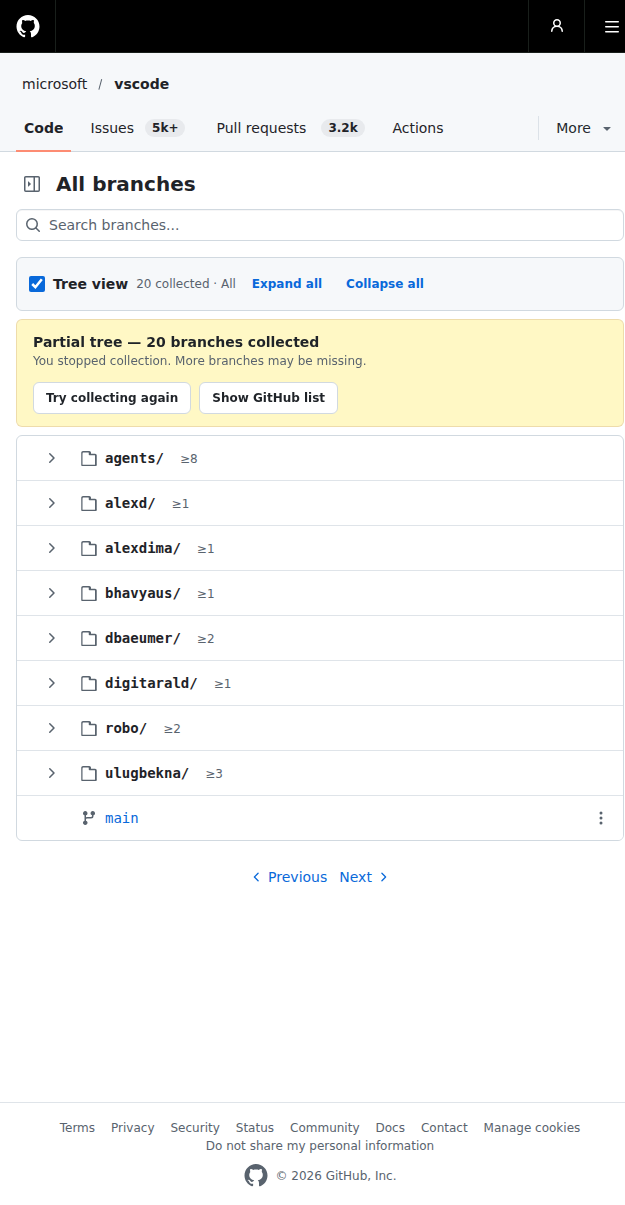 microsoft / vscode
Code Issues 5k+ Pull requests 3.2k Actions More
All branches
Search branches...
Tree view 20 collected · All Expand all Collapse all
Partial tree — 20 branches collected
You stopped collection. More branches may be missing.
Try collecting again Show GitHub list
agents/ ≥8
alexd/ ≥1
alexdima/ ≥1
bhavyaus/ ≥1
dbaeumer/ ≥2
digitarald/ ≥1
robo/ ≥2
ulugbekna/ ≥3
main
Previous Next
Terms Privacy Security Status Community Docs Contact Manage cookies
Do not share my personal information
© 2026 GitHub, Inc.